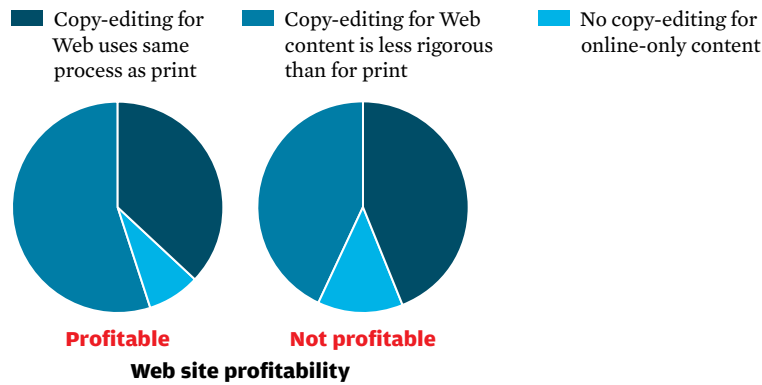 Copy-editing for
Web uses same
process as print
Copy-editing for Web
content is less rigorous
than for print
No copy-editing for
online-only content
Profitable
Not profitable
Web site profitability